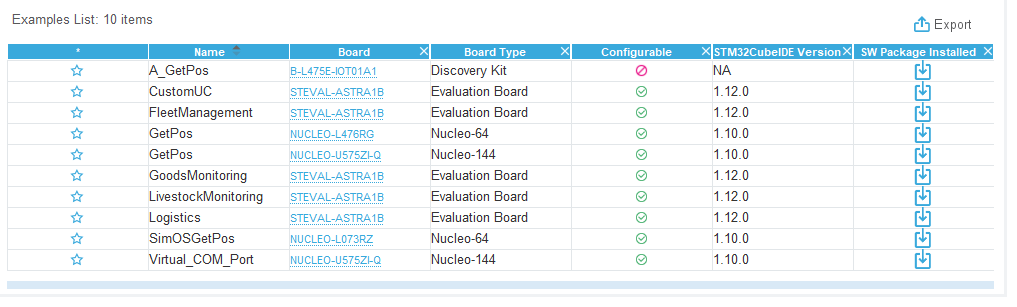 Examples List: 10 items
Export
* Name Board Board Type Configurable STM32CubeIDE Version SW Package Installed
A_GetPos B-L475E-IOT01A1 Discovery Kit NA
CustomUC STEVAL-ASTRA1B Evaluation Board 1.12.0
FleetManagement STEVAL-ASTRA1B Evaluation Board 1.12.0
GetPos NUCLEO-L476RG Nucleo-64 1.10.0
GetPos NUCLEO-U575ZI-Q Nucleo-144 1.10.0
GoodsMonitoring STEVAL-ASTRA1B Evaluation Board 1.12.0
LivestockMonitoring STEVAL-ASTRA1B Evaluation Board 1.12.0
Logistics STEVAL-ASTRA1B Evaluation Board 1.12.0
SimOSGetPos NUCLEO-L073RZ Nucleo-64 1.10.0
Virtual_COM_Port NUCLEO-U575ZI-Q Nucleo-144 1.10.0